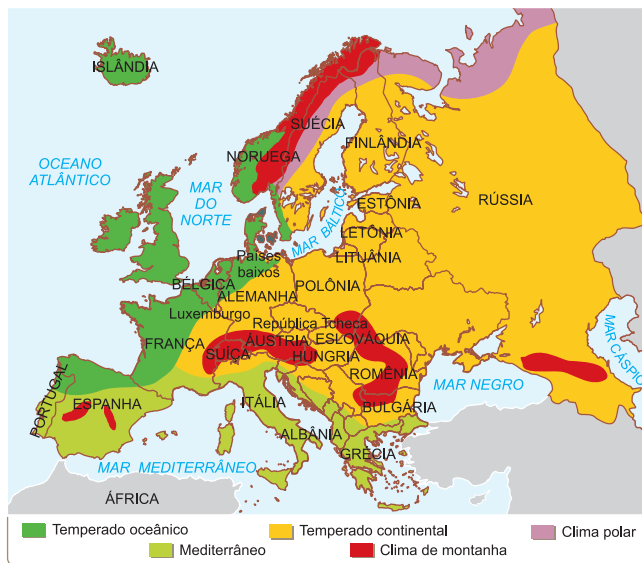 ISLÂNDIA
SUÉCIA
NORUEGA
FINLÂNDIA
OCEANO
ATLÂNTICO
MAR
DO
NORTE
RÚSSIA
ESTÔNIA
MAR BÁLTICO
LETÔNIA
LITUÂNIA
Países
baixos
BÉLGICA
ALEMANHA
POLÔNIA
Luxemburgo
República Tcheca
ESLOVÁQUIA
FRANÇA
ÁUSTRIA
SUÍÇA
HUNGRIA
ROMÊNIA
MAR CÁSPIO
MAR NEGRO
PORTUGAL
ESPANHA
ITÁLIA
BULGÁRIA
ALBÂNIA
GRÉCIA
MAR MEDITERRÂNEO
ÁFRICA
Temperado oceânico
Temperado continental
Clima polar
Mediterrâneo
Clima de montanha